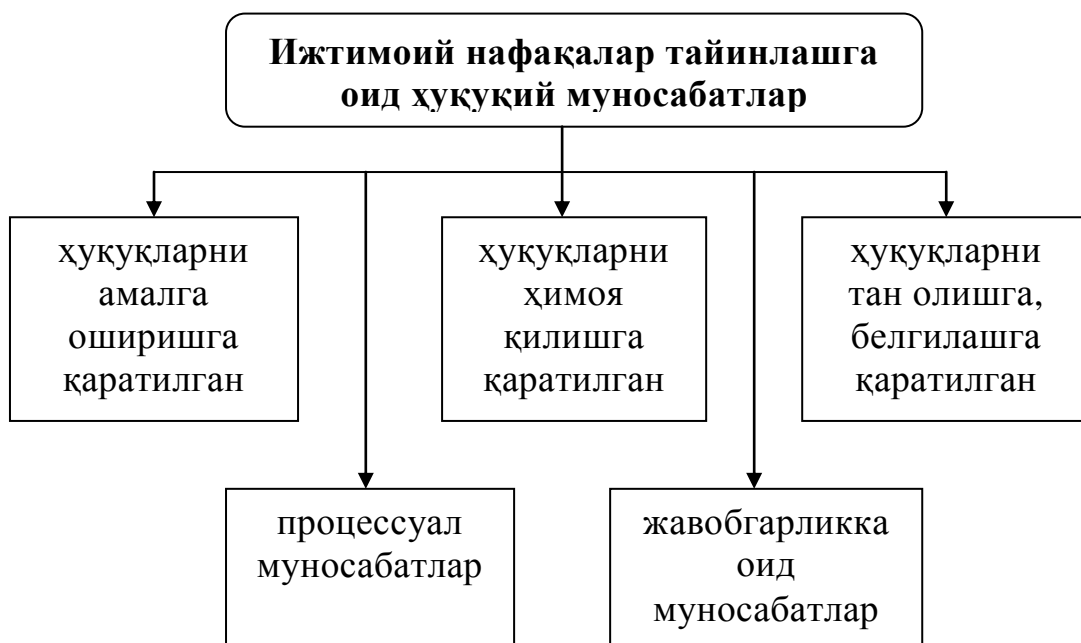 Ижтимоий нафақалар тайинлашга
оид ҳуқуқий муносабатлар
ҳуқуқларни
амалга
оширишга
қаратилган
ҳуқуқларни
ҳимоя
қилишга
қаратилган
ҳуқуқларни
тан олишга,
белгилашга
қаратилган
процессуал
муносабатлар
жавобгарликка
оид
муносабатлар